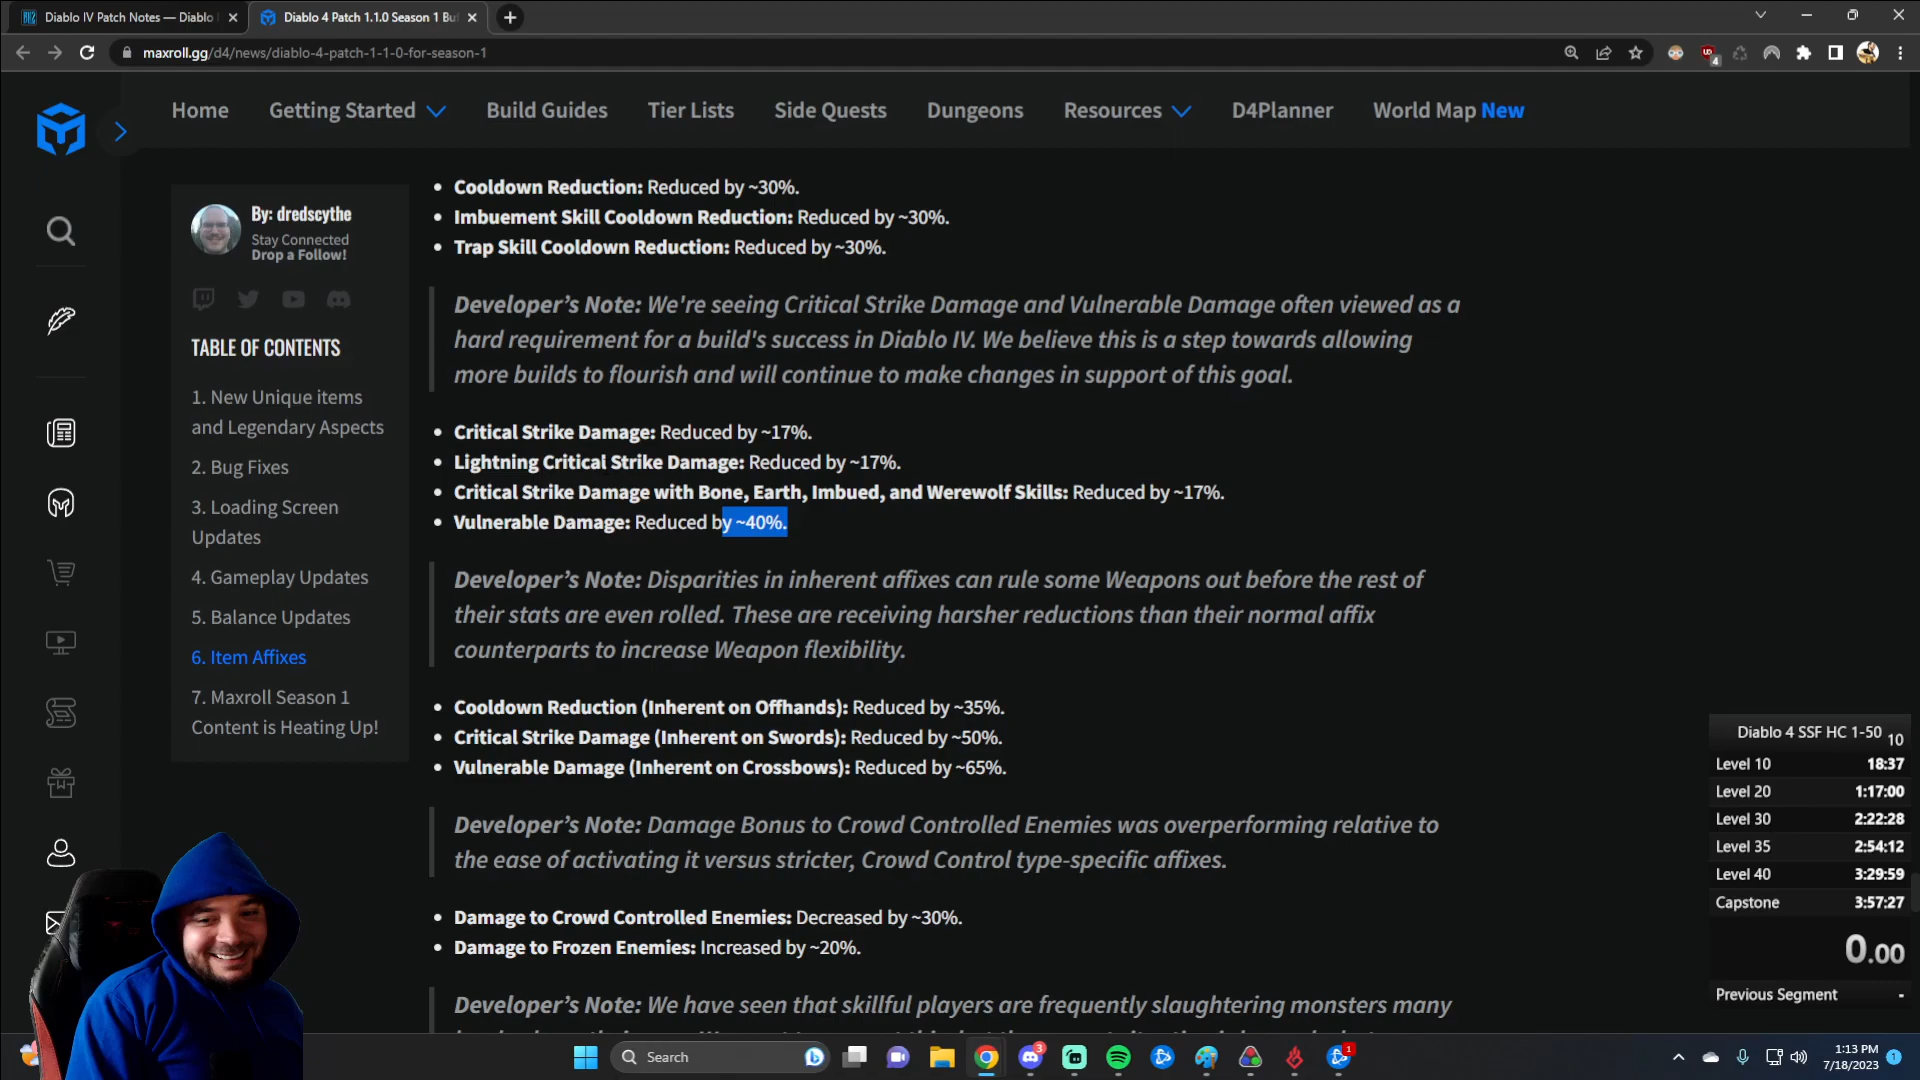 Diablo IV Patch Notes — Diablo
Diablo 4 Patch 1.1.0 Season 1 Bu
maxroll.gg/d4/news/diablo-4-patch-1-1-0-for-season-1
4
Home
Getting Started
Build Guides
Tier Lists
Side Quests
Dungeons
Resources
D4Planner
World Map New
By: dredscythe
Stay Connected
Drop a Follow!
TABLE OF CONTENTS
1. New Unique items
and Legendary Aspects
2. Bug Fixes
3. Loading Screen
Updates
4. Gameplay Updates
5. Balance Updates
6. Item Affixes
7. Maxroll Season 1
Content is Heating Up!
• Cooldown Reduction: Reduced by ~30%.
• Imbuement Skill Cooldown Reduction: Reduced by ~30%.
• Trap Skill Cooldown Reduction: Reduced by ~30%.
Developer’s Note: We're seeing Critical Strike Damage and Vulnerable Damage often viewed as a
hard requirement for a build's success in Diablo IV. We believe this is a step towards allowing
more builds to flourish and will continue to make changes in support of this goal.
• Critical Strike Damage: Reduced by ~17%.
• Lightning Critical Strike Damage: Reduced by ~17%.
• Critical Strike Damage with Bone, Earth, Imbued, and Werewolf Skills: Reduced by ~17%.
• Vulnerable Damage: Reduced by ~40%.
Developer’s Note: Disparities in inherent affixes can rule some Weapons out before the rest of
their stats are even rolled. These are receiving harsher reductions than their normal affix
counterparts to increase Weapon flexibility.
• Cooldown Reduction (Inherent on Offhands): Reduced by ~35%.
• Critical Strike Damage (Inherent on Swords): Reduced by ~50%.
• Vulnerable Damage (Inherent on Crossbows): Reduced by ~65%.
Developer’s Note: Damage Bonus to Crowd Controlled Enemies was overperforming relative to
the ease of activating it versus stricter, Crowd Control type-specific affixes.
• Damage to Crowd Controlled Enemies: Decreased by ~30%.
• Damage to Frozen Enemies: Increased by ~20%.
Developer’s Note: We have seen that skillful players are frequently slaughtering monsters many
Diablo 4 SSF HC 1-50 10
Level 10 18:37
Level 20 1:17:00
Level 30 2:22:28
Level 35 2:54:12
Level 40 3:29:59
Capstone 3:57:27
0.00
Previous Segment -
Search
3
1
1:13 PM
7/18/2023
1